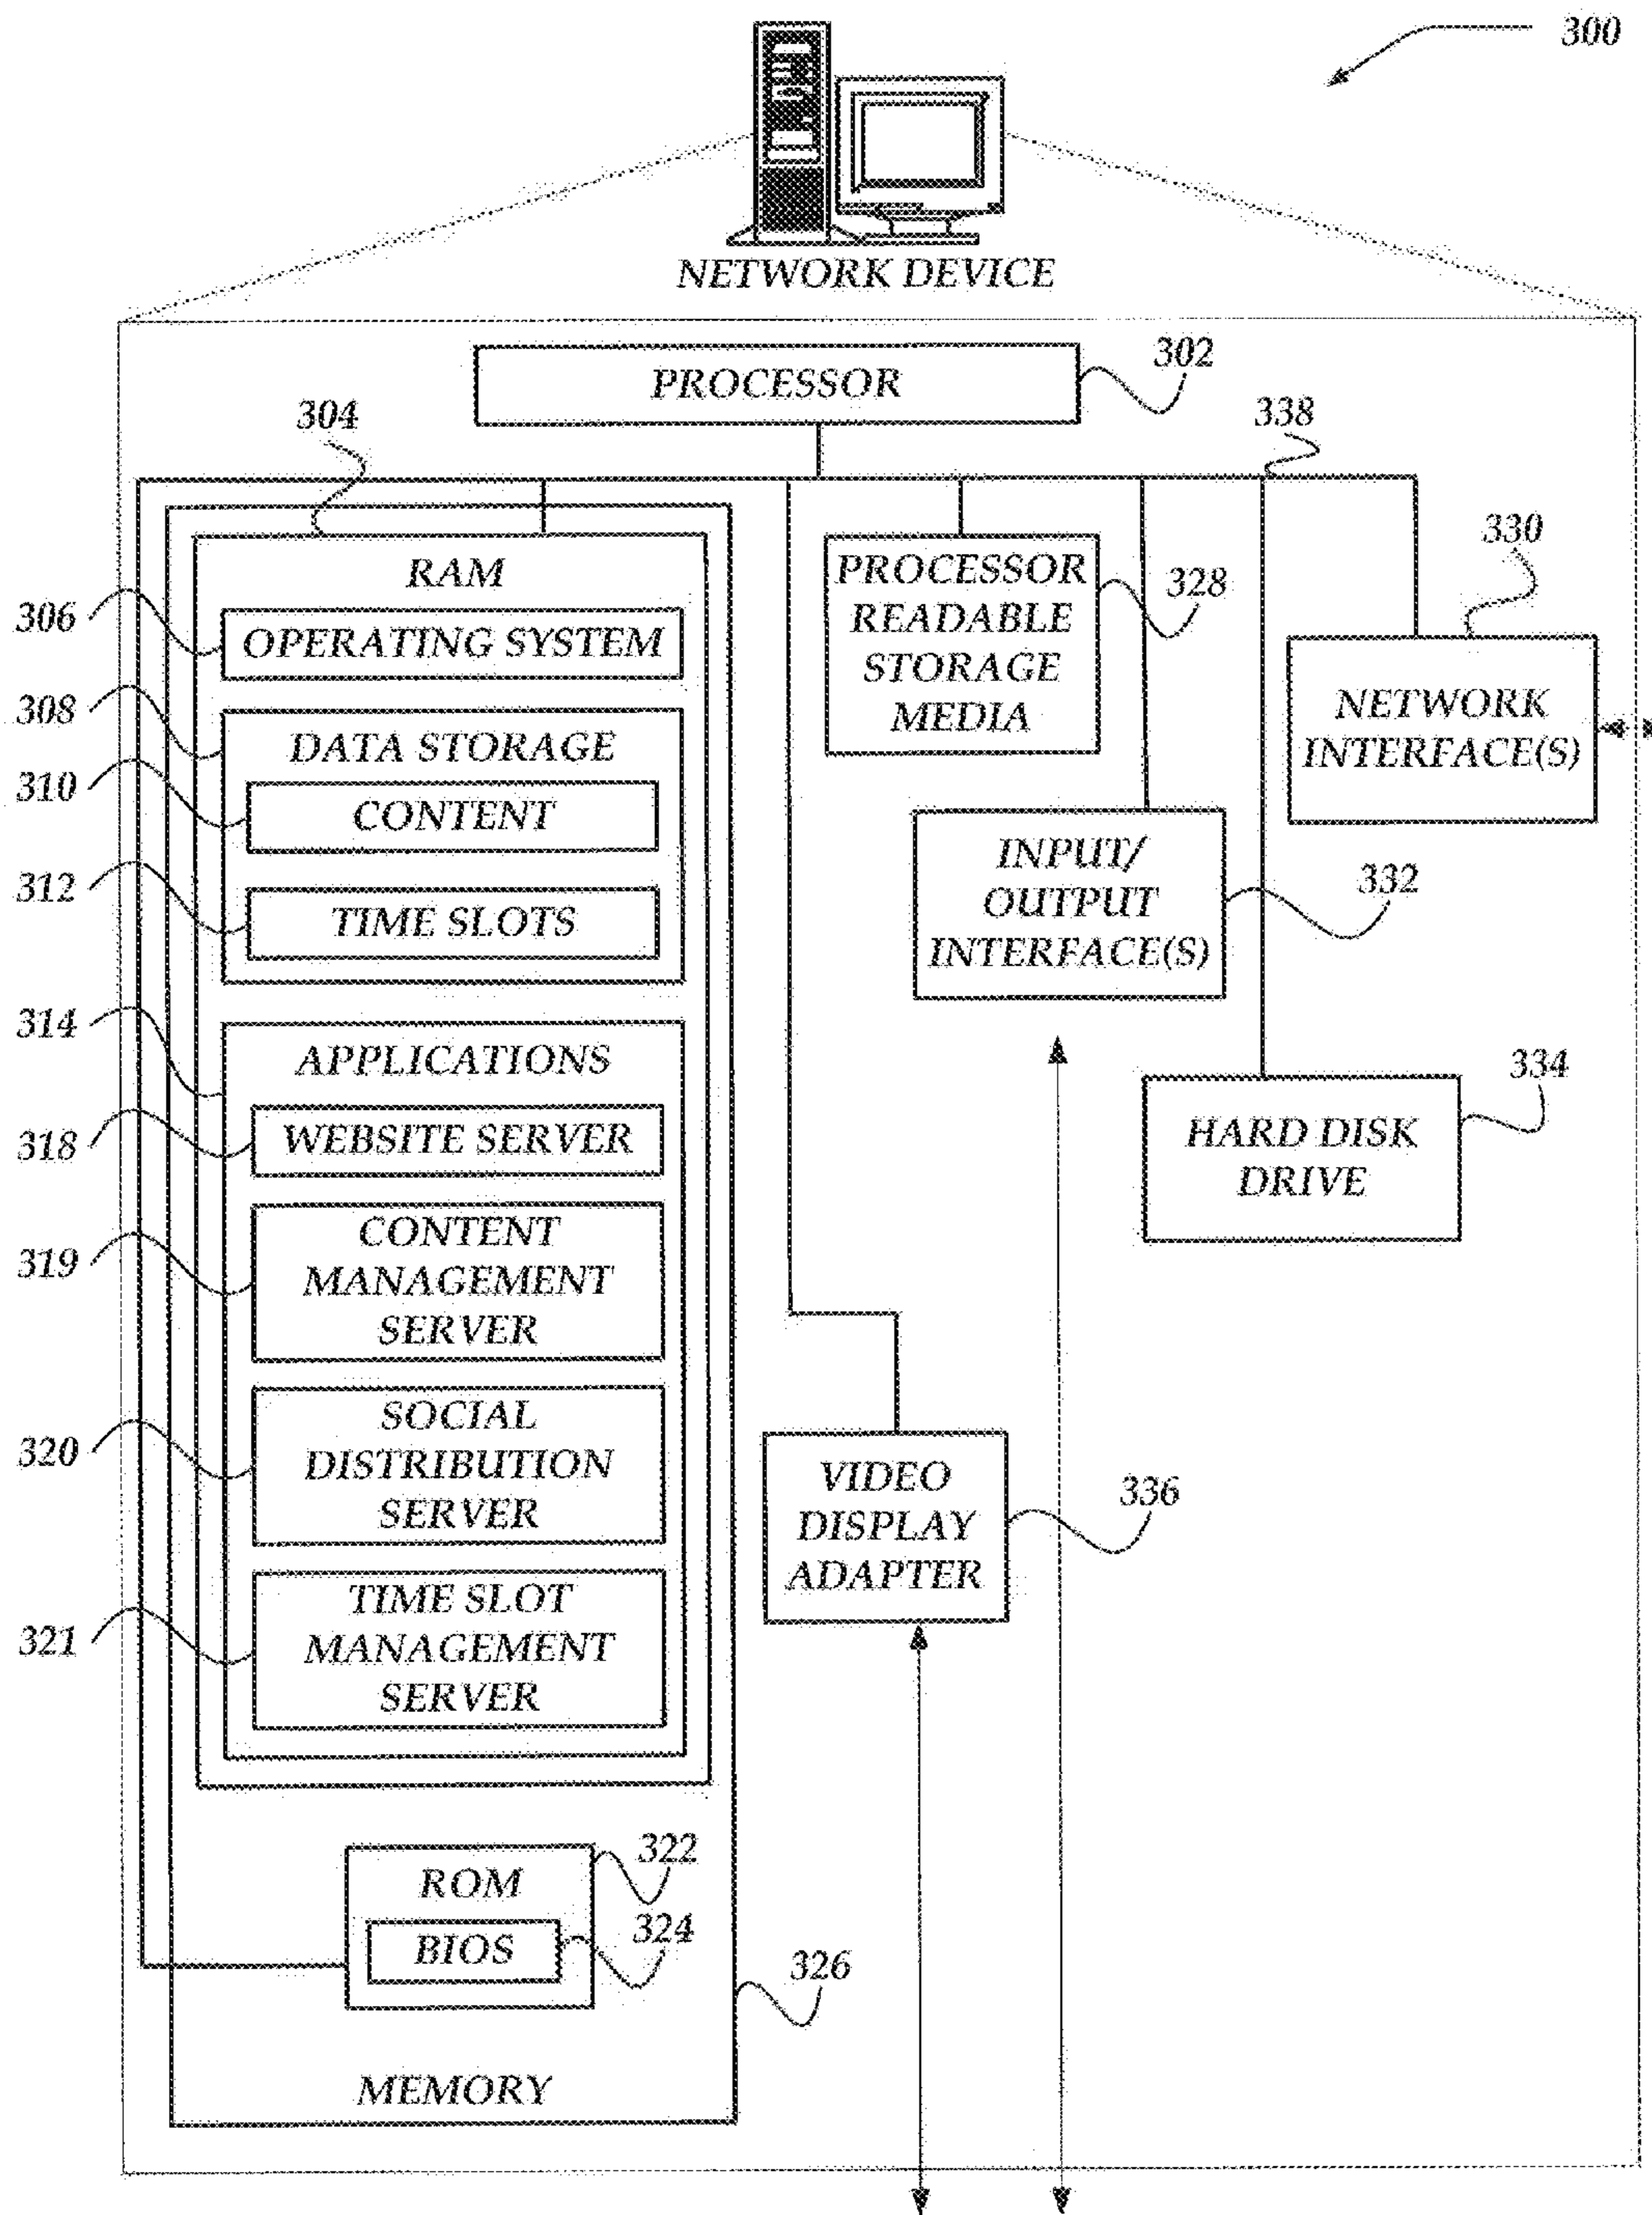 300
NETWORK DEVICE
PROCESSOR
302
304
338
RAM
306
OPERATING SYSTEM
308
DATA STORAGE
310
CONTENT
312
TIME SLOTS
314
APPLICATIONS
318
WEBSITE SERVER
319
CONTENT
MANAGEMENT
SERVER
320
SOCIAL
DISTRIBUTION
SERVER
321
TIME SLOT
MANAGEMENT
SERVER
ROM
322
BIOS
324
326
MEMORY
PROCESSOR
READABLE
STORAGE
MEDIA
328
330
NETWORK
INTERFACE(S)
INPUT/
OUTPUT
INTERFACE(S)
332
334
HARD DISK
DRIVE
VIDEO
DISPLAY
ADAPTER
336